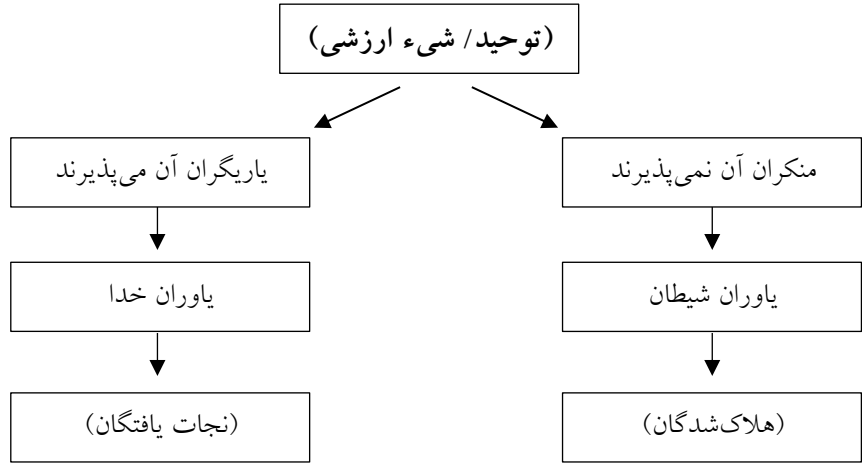 (توحید/ شیء ارزشی)
منکران آن نمی‌پذیرند
یاریگران آن می‌پذیرند
یاوران شیطان
یاوران خدا
(هلاک‌شدگان)
(نجات یافتگان)